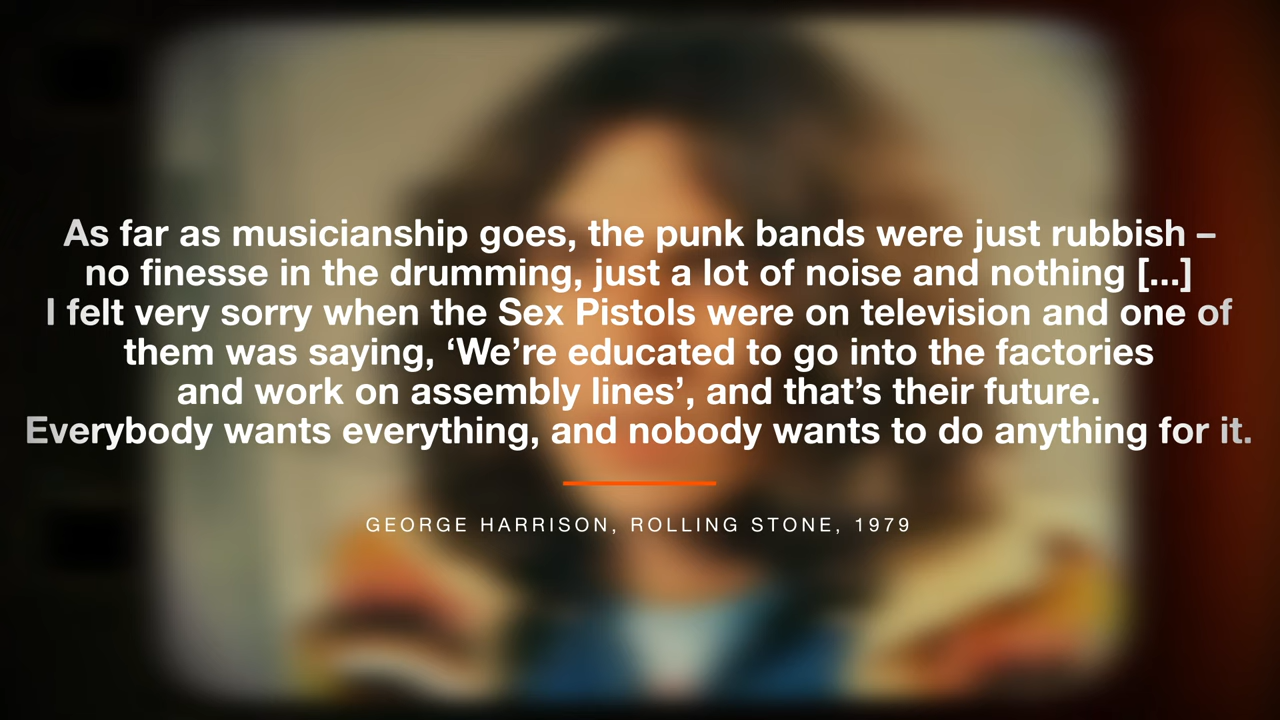 As far as musicianship goes, the punk bands were just rubbish –
no finesse in the drumming, just a lot of noise and nothing [...]
I felt very sorry when the Sex Pistols were on television and one of
them was saying, ‘We’re educated to go into the factories
and work on assembly lines’, and that’s their future.
Everybody wants everything, and nobody wants to do anything for it.
GEORGE HARRISON, ROLLING STONE, 1979